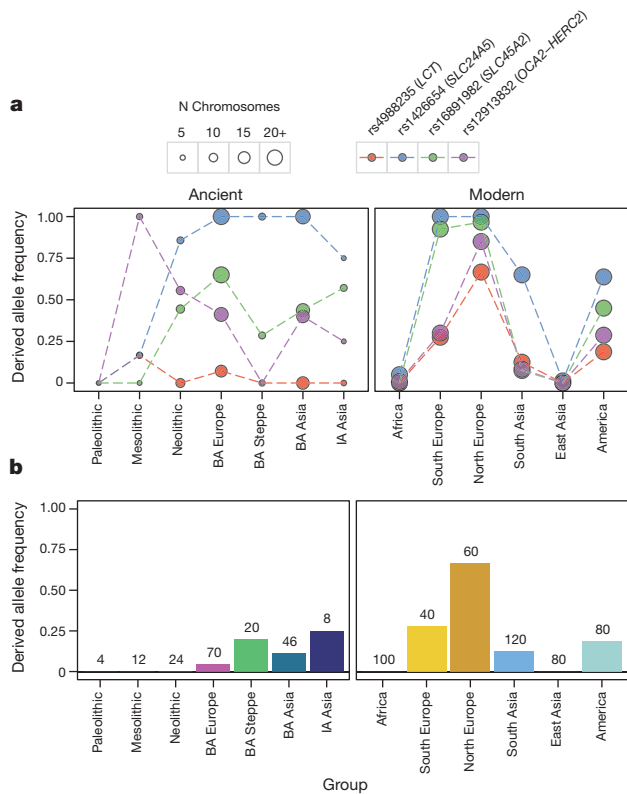 a
N Chromosomes
5 10 15 20+
rs4988235 (LCT)
rs1426654 (SLC24A5)
rs16891982 (SLC45A2)
rs12913832 (OCA2–HERC2)
Ancient
Modern
Derived allele frequency
1.00
0.75
0.50
0.25
0
Paleolithic
Mesolithic
Neolithic
BA Europe
BA Steppe
BA Asia
IA Asia
Africa
South Europe
North Europe
South Asia
East Asia
America
b
Derived allele frequency
1.00
0.75
0.50
0.25
0
4 12 24 70 20 46 8
100 40 60 120 80 80
Paleolithic
Mesolithic
Neolithic
BA Europe
BA Steppe
BA Asia
IA Asia
Africa
South Europe
North Europe
South Asia
East Asia
America
Group